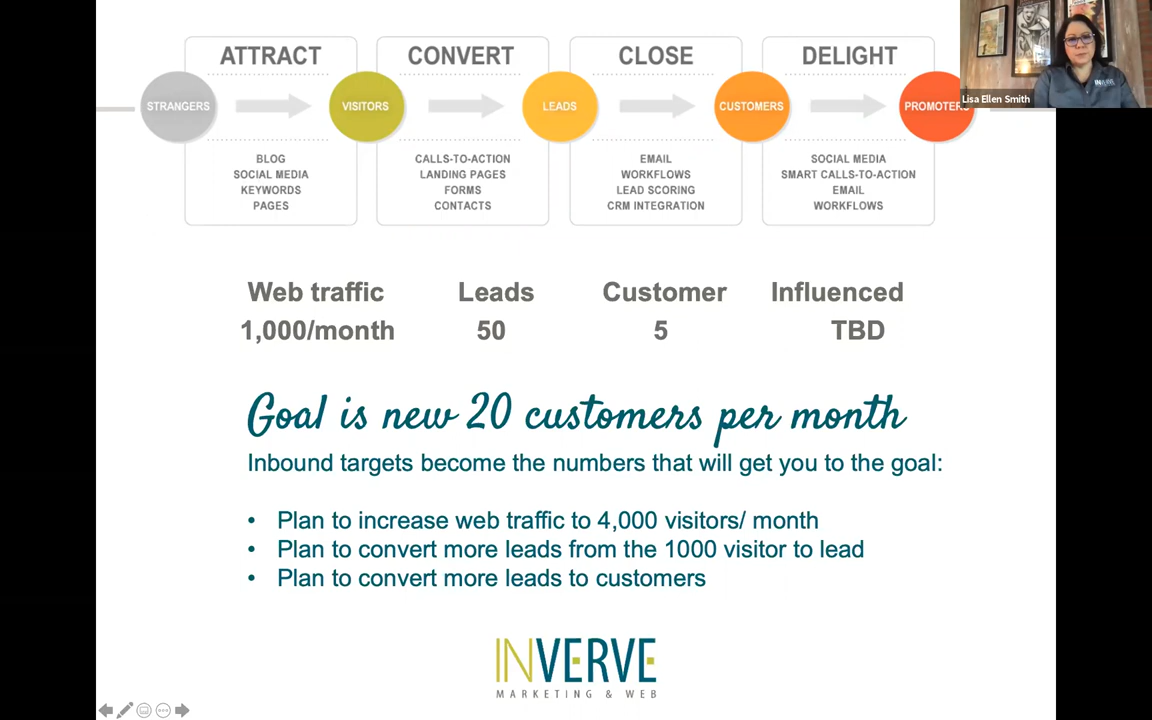 ATTRACT
CONVERT
CLOSE
DELIGHT
STRANGERS
VISITORS
LEADS
CUSTOMERS
PROMOTER
Lisa Ellen Smith
INVERVE
BLOG
SOCIAL MEDIA
KEYWORDS
PAGES
CALLS-TO-ACTION
LANDING PAGES
FORMS
CONTACTS
EMAIL
WORKFLOWS
LEAD SCORING
CRM INTEGRATION
SOCIAL MEDIA
SMART CALLS-TO-ACTION
EMAIL
WORKFLOWS
Web traffic
1,000/month
Leads
50
Customer
5
Influenced
TBD
Goal is new 20 customers per month
Inbound targets become the numbers that will get you to the goal:
• Plan to increase web traffic to 4,000 visitors/ month
• Plan to convert more leads from the 1000 visitor to lead
• Plan to convert more leads to customers
INVERVE
MARKETING & WEB